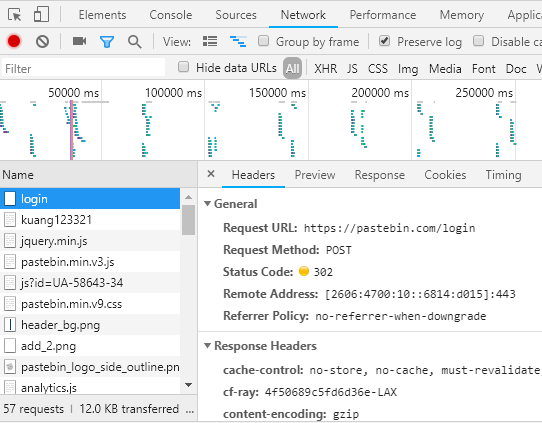 Elements Console Sources Network Performance Memory
View: Group by frame Preserve log Disable
Filter Hide data URLs All XHR JS CSS Img Media Font Doc
50000 ms 100000 ms 150000 ms 200000 ms 250000 ms
Name
× Headers Preview Response Cookies Timing
login
kuang123321
jquery.min.js
pastebin.min.v3.js
js?id=UA-58643-34
pastebin.min.v9.css
header_bg.png
add_2.png
pastebin_logo_side_outline.pn
analytics.js
57 requests | 12.0 KB transferred ...
▼ General
Request URL: https://pastebin.com/login
Request Method: POST
Status Code: 302
Remote Address: [2606:4700:10::6814:d015]:443
Referrer Policy: no-referrer-when-downgrade
▼ Response Headers
cache-control: no-store, no-cache, must-revalidate
cf-ray: 4f50689c5fd6d36e-LAX
content-encoding: gzip